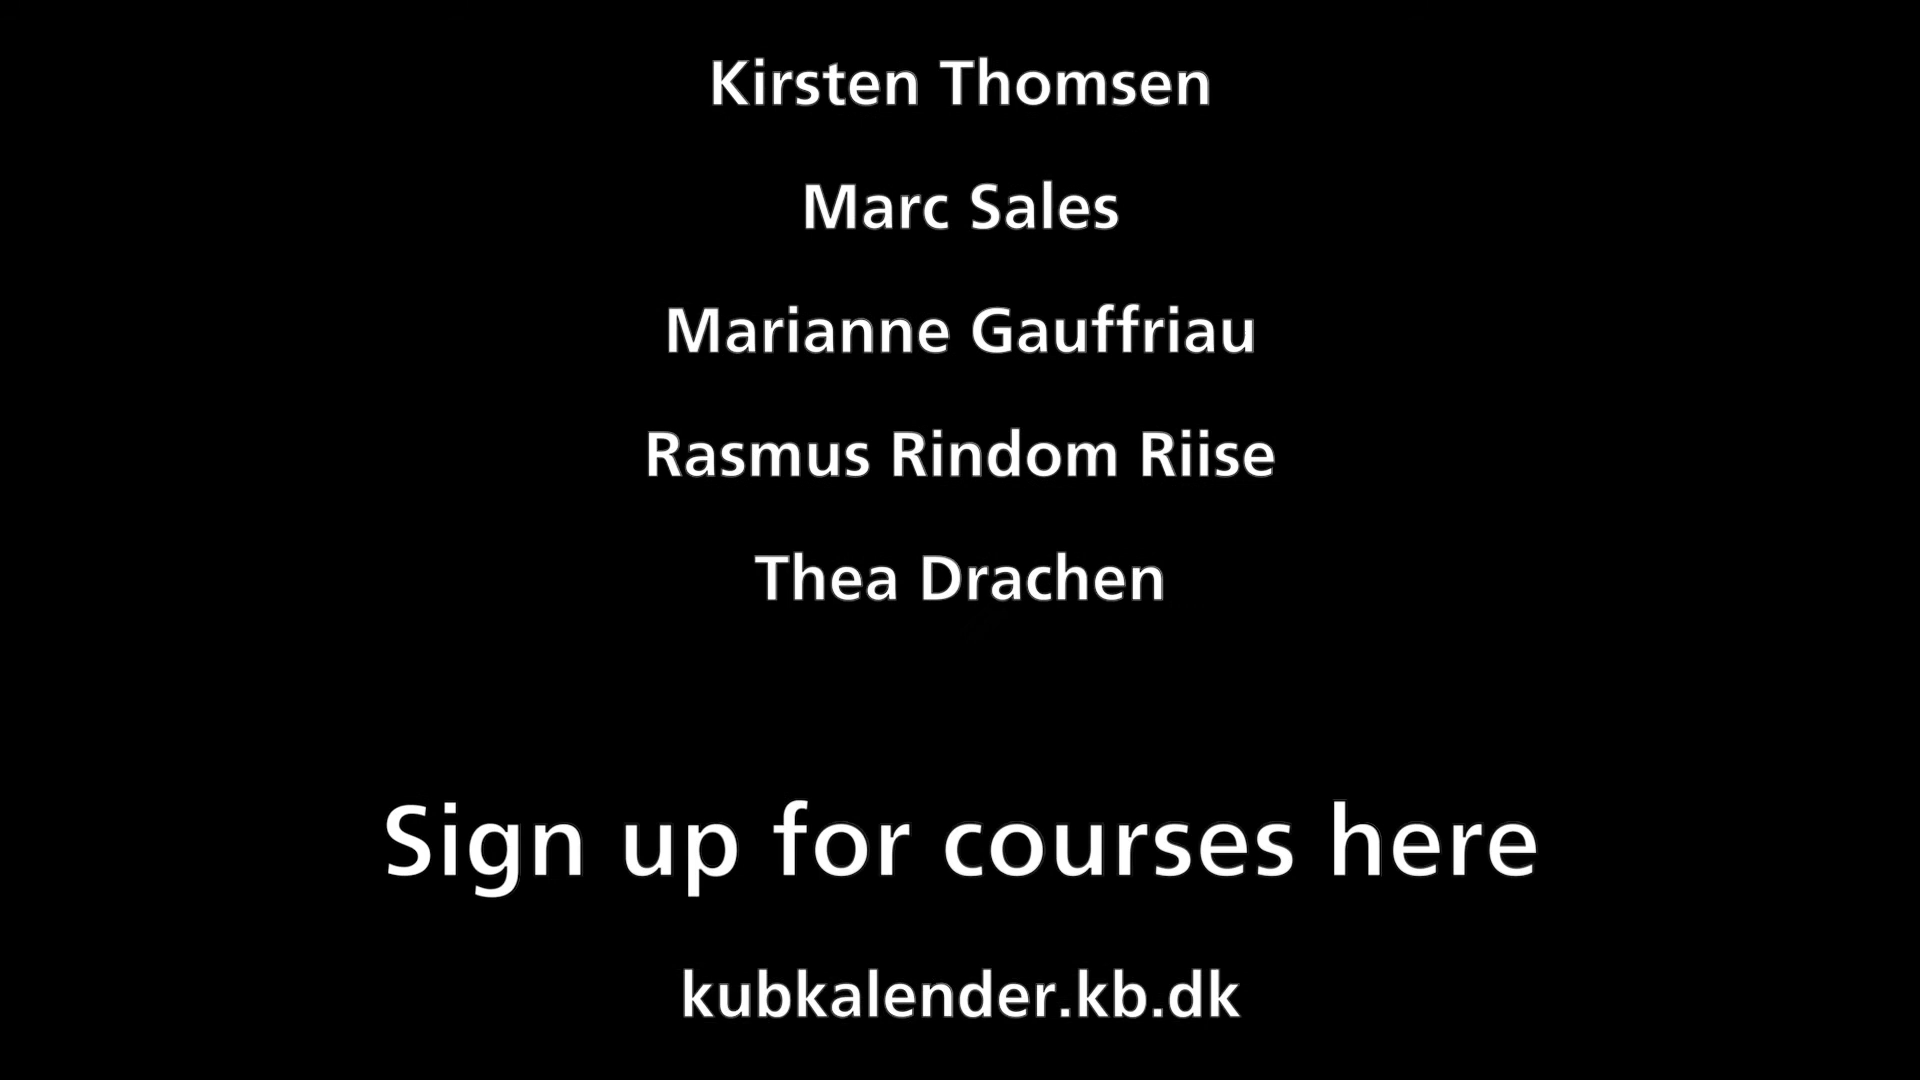 Kirsten Thomsen
Marc Sales
Marianne Gauffriau
Rasmus Rindom Riise
Thea Drachen
Sign up for courses here
kubkalender.kb.dk